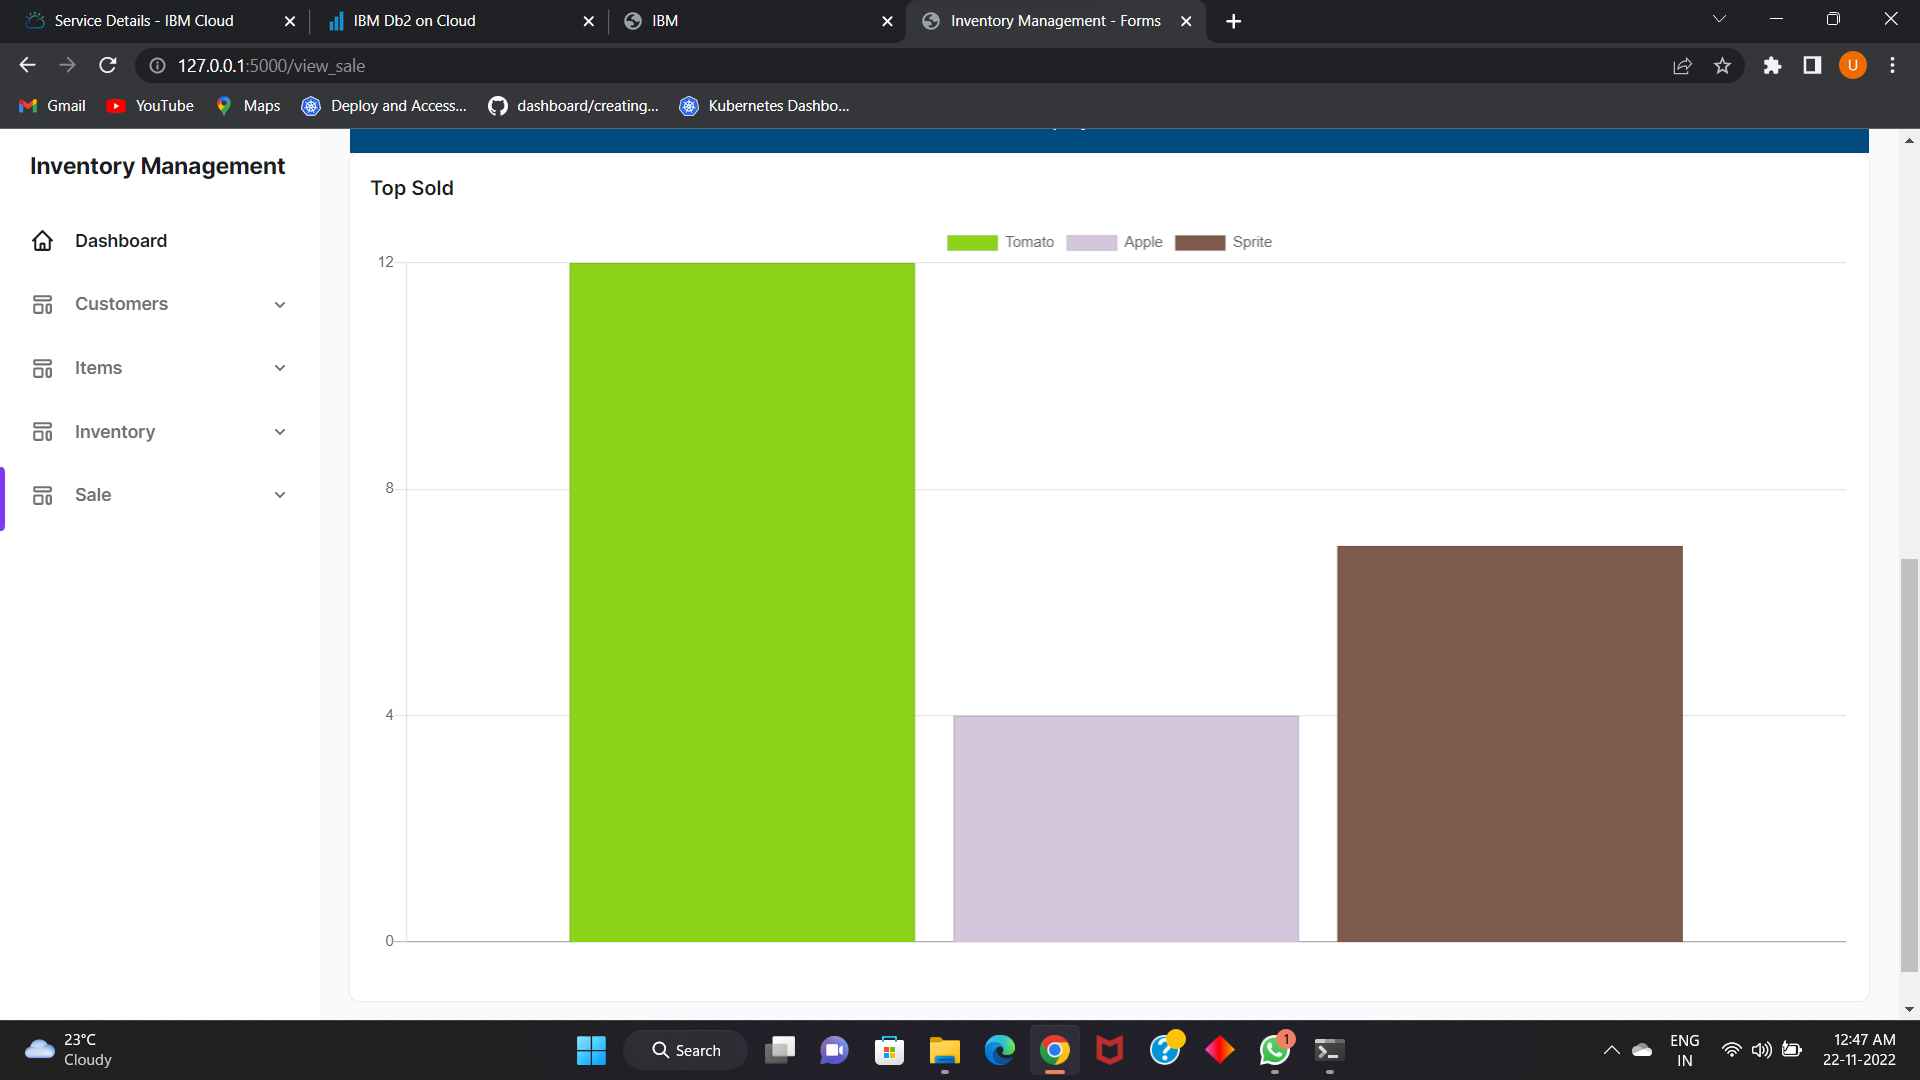 Service Details - IBM Cloud
IBM Db2 on Cloud
IBM
Inventory Management - Forms
127.0.0.1:5000/view_sale
U
Gmail
YouTube
Maps
Deploy and Access...
dashboard/creating...
Kubernetes Dashbo...
Inventory Management
Dashboard
Customers
Items
Inventory
Sale
Top Sold
Tomato
Apple
Sprite
12
8
4
0
23°C
Cloudy
Search
1
ENG
IN
12:47 AM
22-11-2022